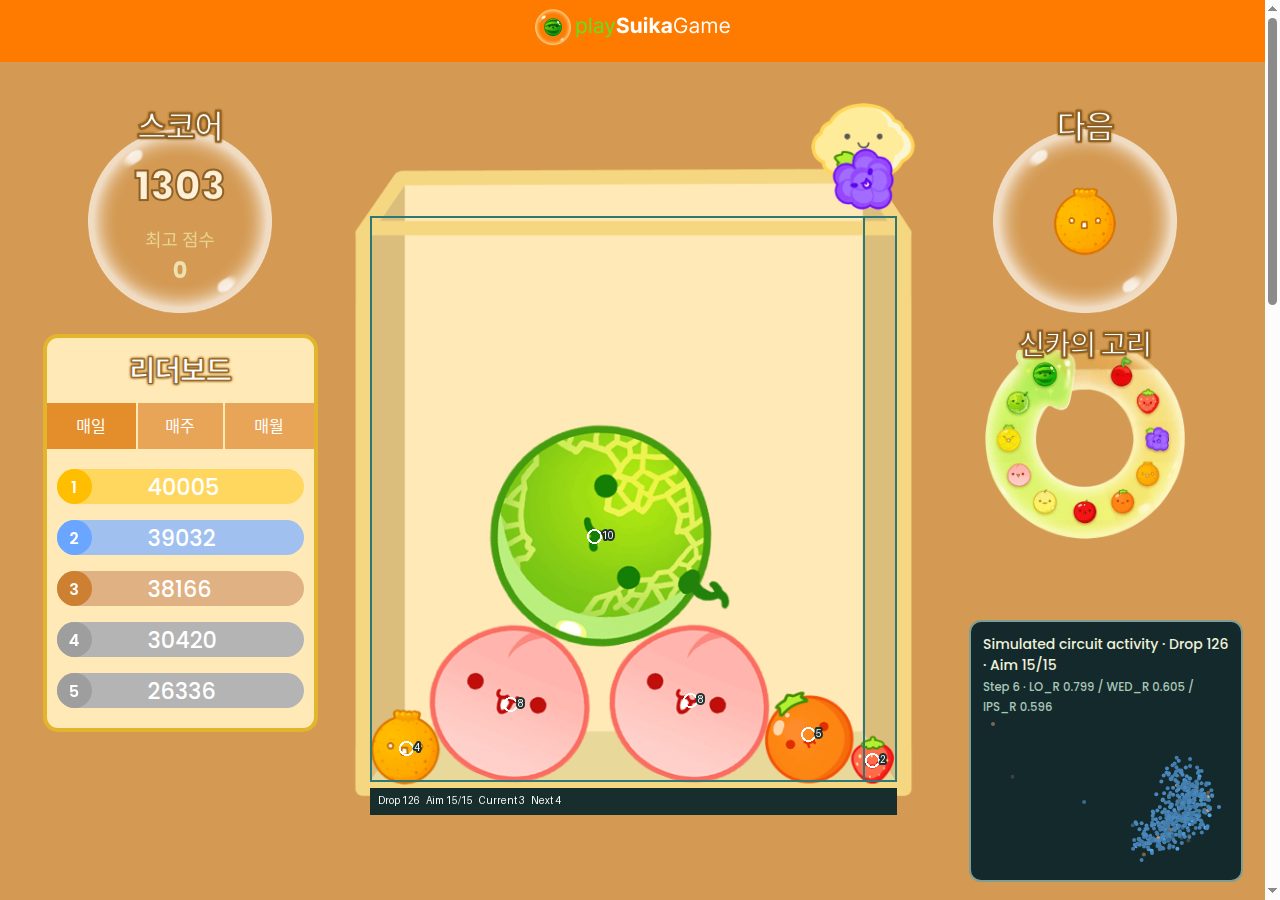 playSuikaGame
스코어
1303
최고 점수
0
다음
리더보드
매일 매주 매월
1 40005
2 39032
3 38166
4 30420
5 26336
신카의 고리
10
8
8
4
5
2
Drop 126 Aim 15/15 Current 3 Next 4
Simulated circuit activity · Drop 126
· Aim 15/15
Step 6 · LO_R 0.799 / WED_R 0.605 /
IPS_R 0.596